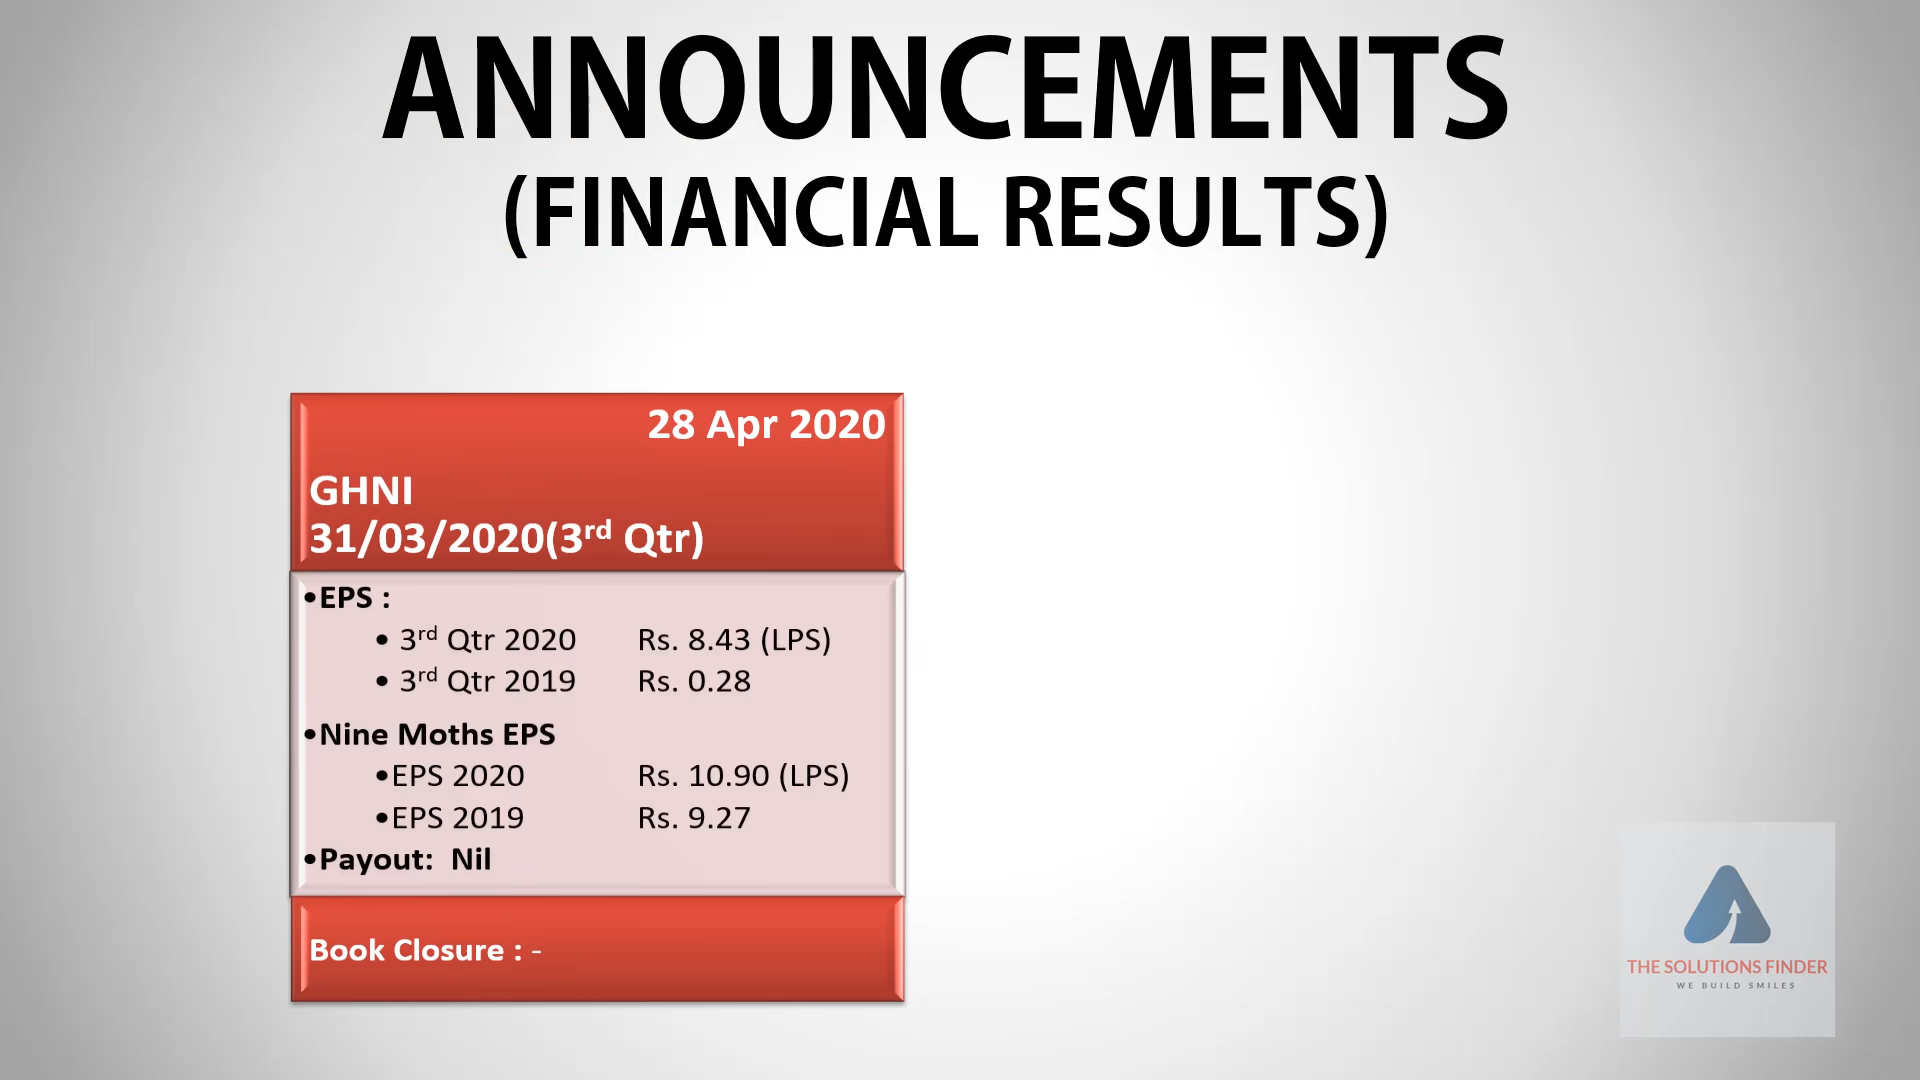 ANNOUNCEMENTS
(FINANCIAL RESULTS)
28 Apr 2020
GHNI
31/03/2020(3rd Qtr)
•EPS :
• 3rd Qtr 2020 Rs. 8.43 (LPS)
• 3rd Qtr 2019 Rs. 0.28
•Nine Moths EPS
•EPS 2020 Rs. 10.90 (LPS)
•EPS 2019 Rs. 9.27
•Payout: Nil
Book Closure : -
THE SOLUTIONS FINDER
WE BUILD SMILES